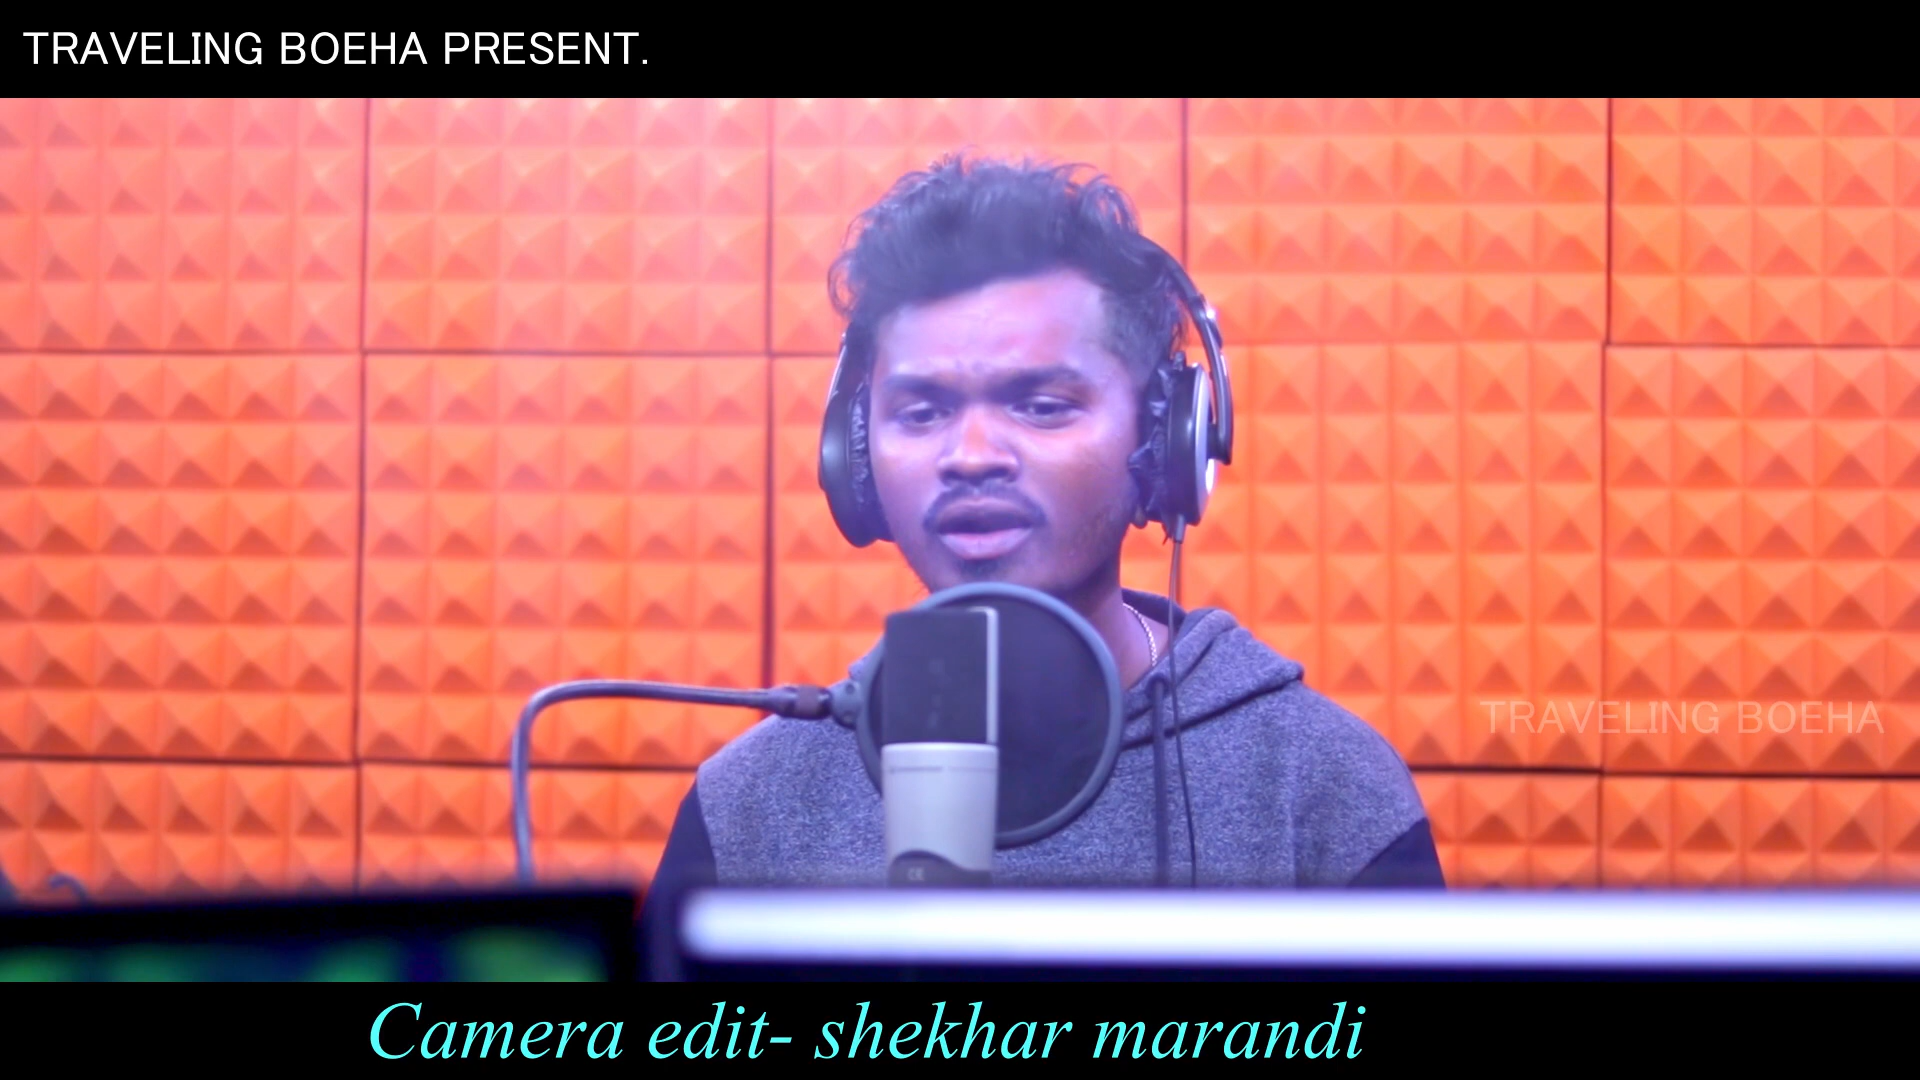 TRAVELING BOEHA PRESENT.
TRAVELING BOEHA
Camera edit- shekhar marandi